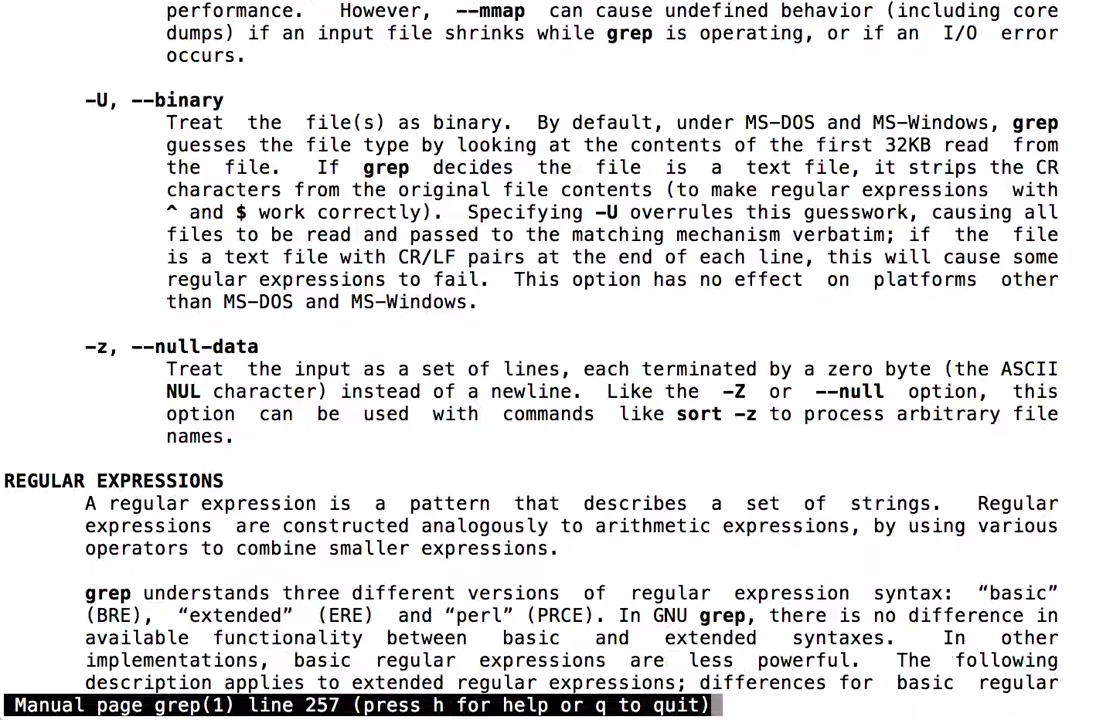 performance. However, --mmap can cause undefined behavior (including core
dumps) if an input file shrinks while grep is operating, or if an I/O error
occurs.
-U, --binary
Treat the file(s) as binary. By default, under MS-DOS and MS-Windows, grep
guesses the file type by looking at the contents of the first 32KB read from
the file. If grep decides the file is a text file, it strips the CR
characters from the original file contents (to make regular expressions with
^ and $ work correctly). Specifying -U overrules this guesswork, causing all
files to be read and passed to the matching mechanism verbatim; if the file
is a text file with CR/LF pairs at the end of each line, this will cause some
regular expressions to fail. This option has no effect on platforms other
than MS-DOS and MS-Windows.
-z, --null-data
Treat the input as a set of lines, each terminated by a zero byte (the ASCII
NUL character) instead of a newline. Like the -Z or --null option, this
option can be used with commands like sort -z to process arbitrary file
names.
REGULAR EXPRESSIONS
A regular expression is a pattern that describes a set of strings. Regular
expressions are constructed analogously to arithmetic expressions, by using various
operators to combine smaller expressions.
grep understands three different versions of regular expression syntax: “basic”
(BRE), “extended” (ERE) and “perl” (PRCE). In GNU grep, there is no difference in
available functionality between basic and extended syntaxes. In other
implementations, basic regular expressions are less powerful. The following
description applies to extended regular expressions; differences for basic regular
Manual page grep(1) line 257 (press h for help or q to quit)